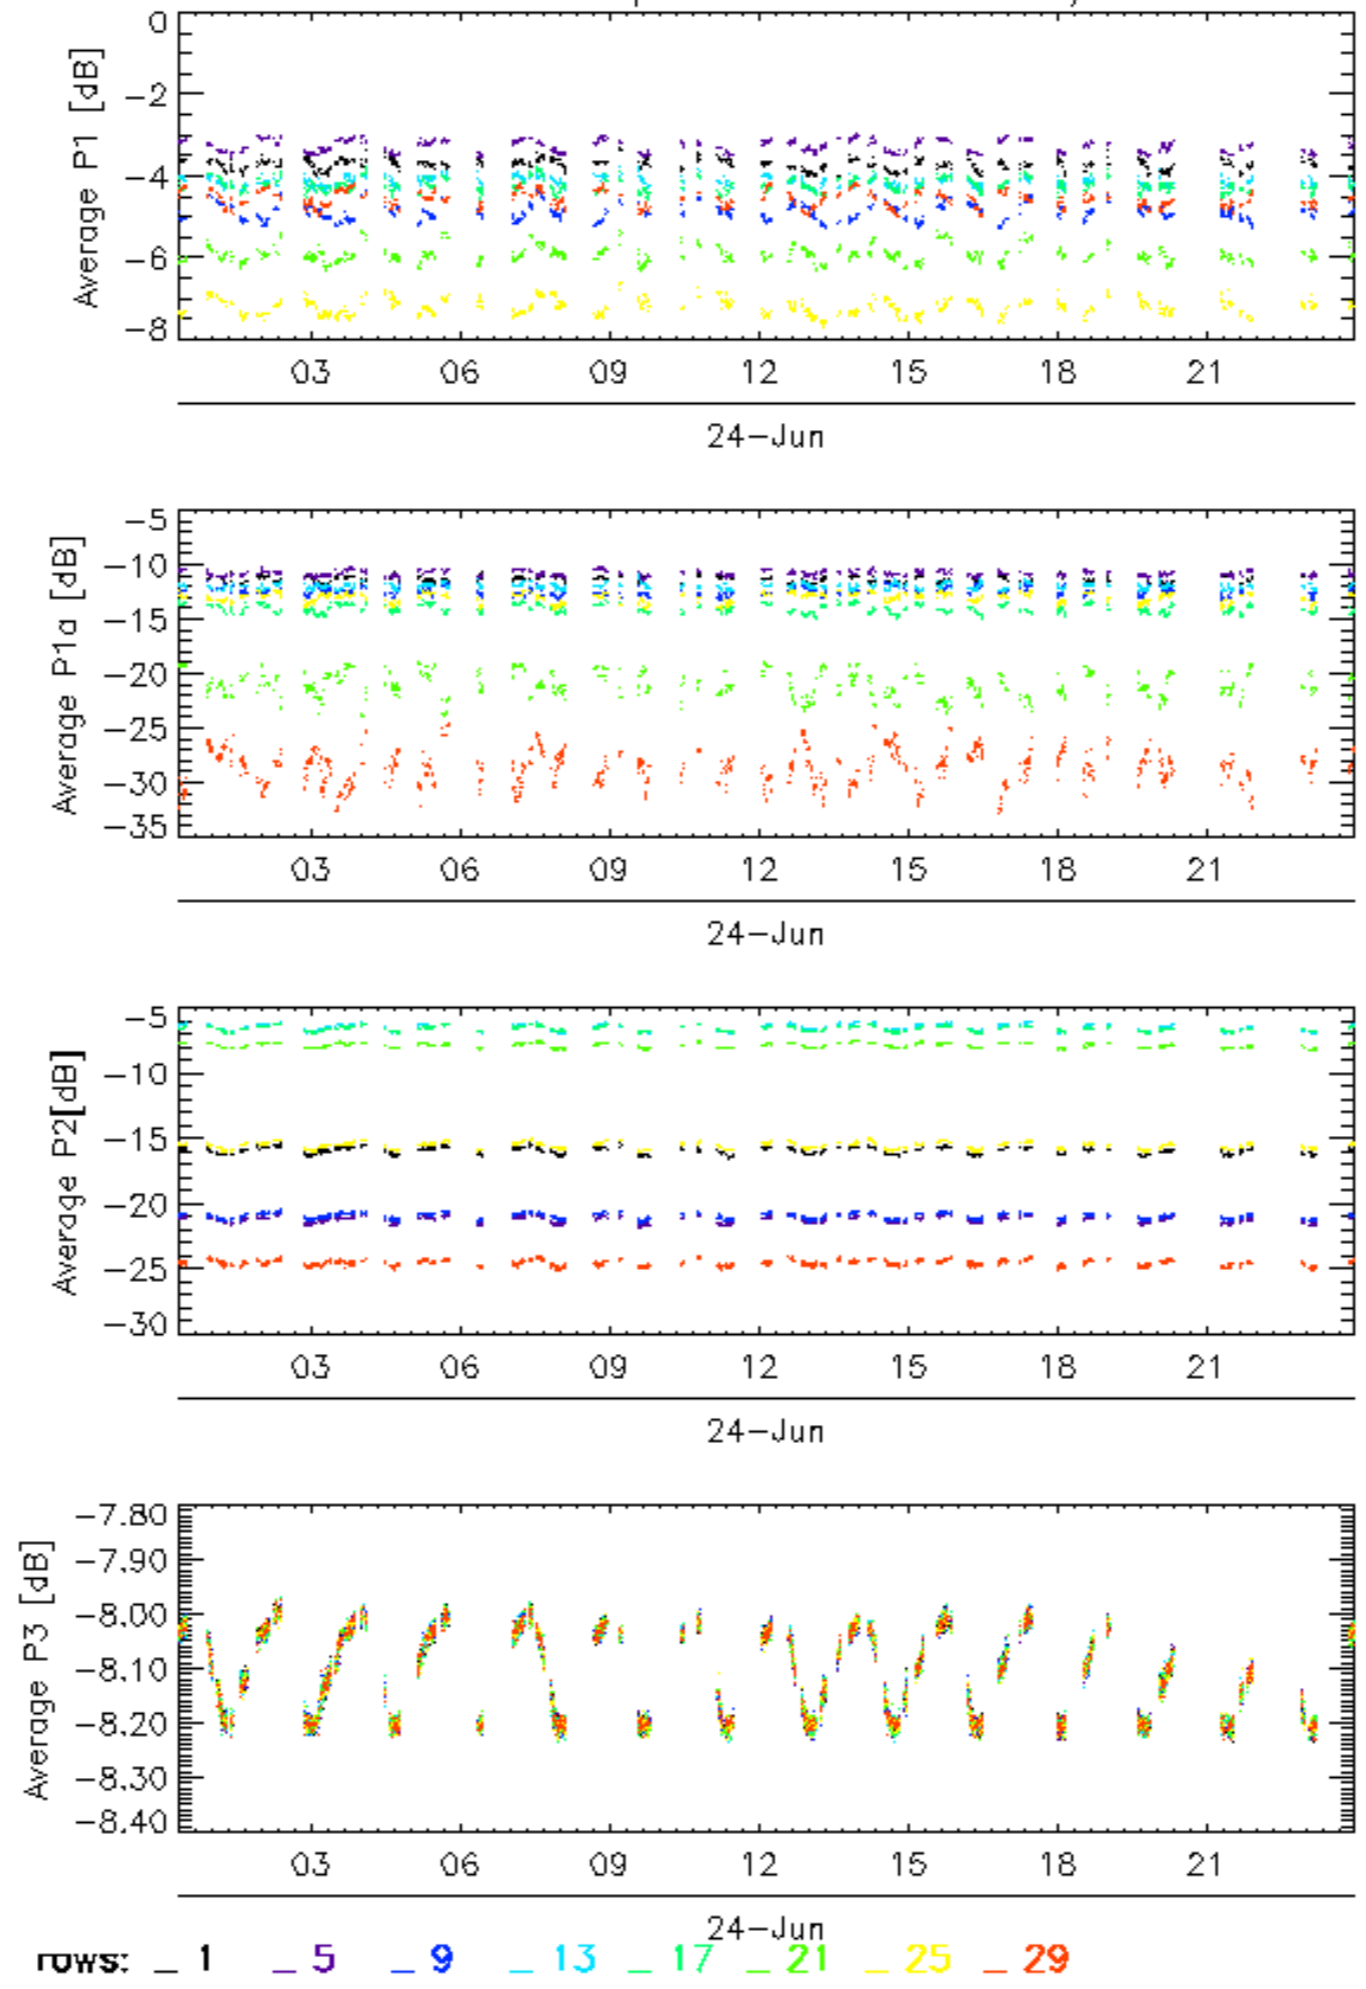 0
-2
-4
-6
-8
Average P1 [dB]
03 06 09 12 15 18 21
24-Jun
-5
-10
-15
-20
-25
-30
-35
Average P1a [dB]
03 06 09 12 15 18 21
24-Jun
-5
-10
-15
-20
-25
-30
Average P2[dB]
03 06 09 12 15 18 21
24-Jun
-7.80
-7.90
-8.00
-8.10
-8.20
-8.30
-8.40
Average P3 [dB]
03 06 09 12 15 18 21
24-Jun
rows: _ 1 _ 5 _ 9 _ 13 _ 17 _ 21 _ 25 _ 29